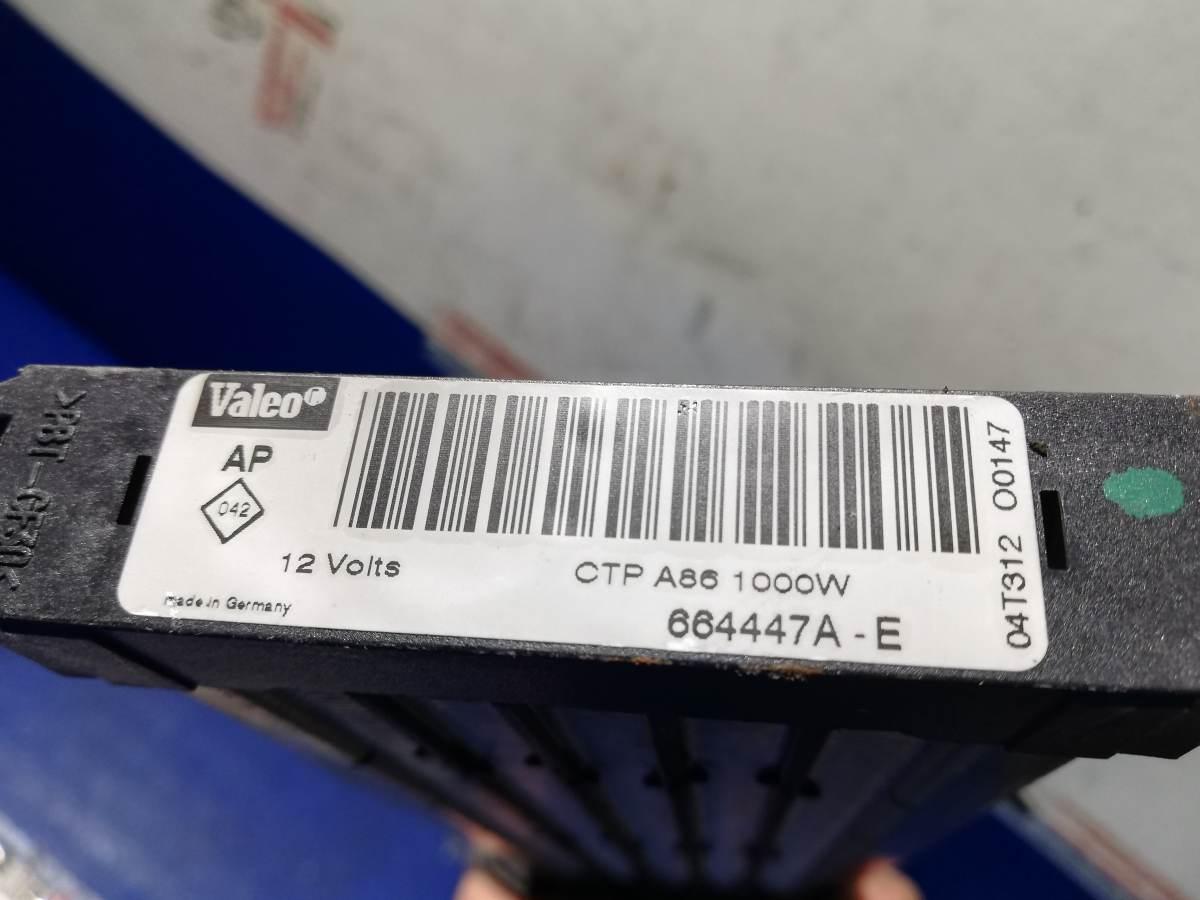 Valeo
AP
042
12 Volts
CTP A86 1000W
made in Germany
664447A - E
04T312 O0147